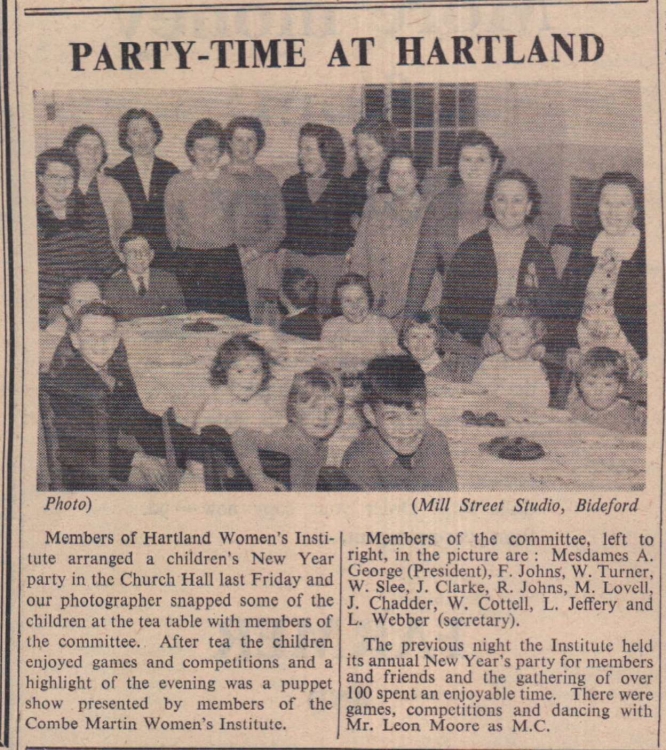 PARTY-TIME AT HARTLAND
Photo)
(Mill Street Studio, Bideford
Members of Hartland Women's Insti-
tute arranged a children's New Year
party in the Church Hall last Friday and
our photographer snapped some of the
children at the tea table with members of
the committee. After tea the children
enjoyed games and competitions and a
highlight of the evening was a puppet
show presented by members of the
Combe Martin Women's Institute.
Members of the committee, left to
right, in the picture are : Mesdames A.
George (President), F. Johns, W. Turner,
W. Slee, J. Clarke, R. Johns, M. Lovell,
J. Chadder, W. Cottell, L. Jeffery and
L. Webber (secretary).
The previous night the Institute held
its annual New Year's party for members
and friends and the gathering of over
100 spent an enjoyable time. There were
games, competitions and dancing with
Mr. Leon Moore as M.C.